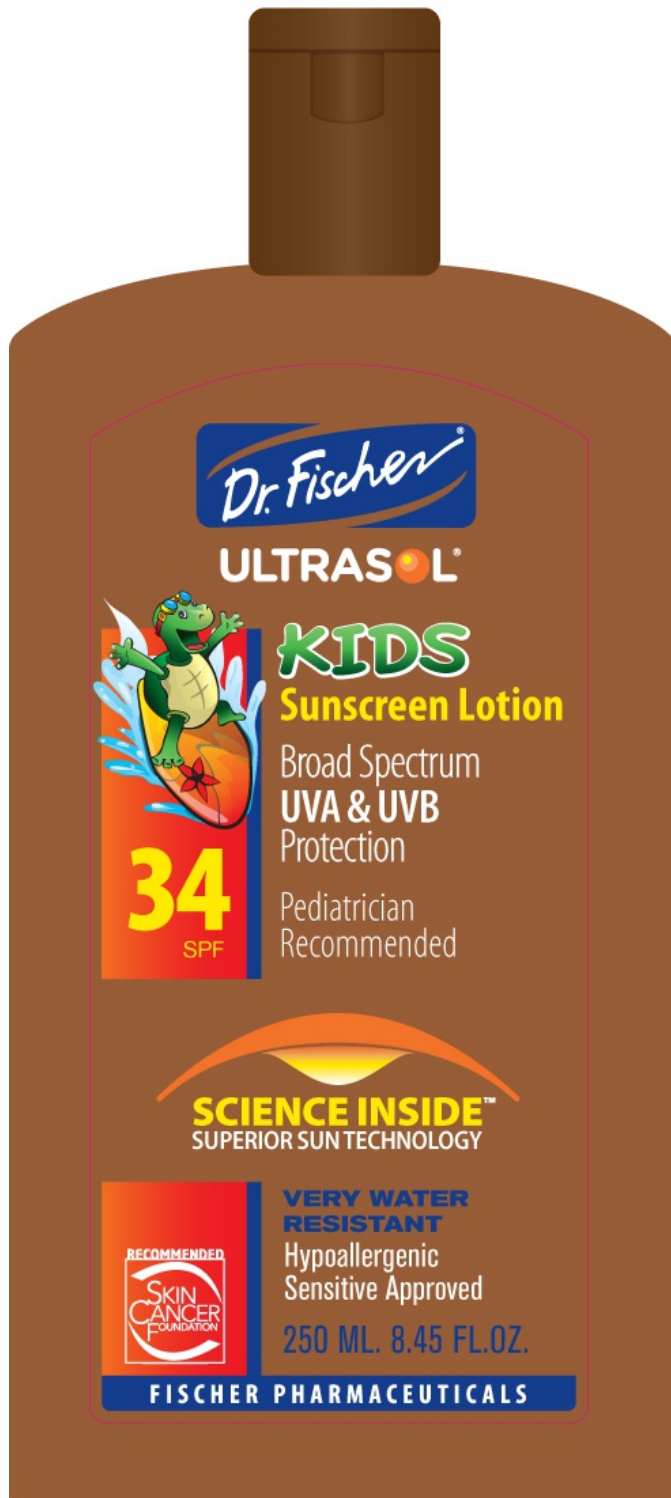 Dr. Fischer®
ULTRASOL®
KIDS
Sunscreen Lotion
Broad Spectrum
UVA & UVB
Protection
34
SPF
Pediatrician
Recommended
SCIENCE INSIDE™
SUPERIOR SUN TECHNOLOGY
VERY WATER
RESISTANT
Hypoallergenic
Sensitive Approved
RECOMMENDED
SKIN
CANCER
FOUNDATION
250 ML. 8.45 FL.OZ.
FISCHER PHARMACEUTICALS